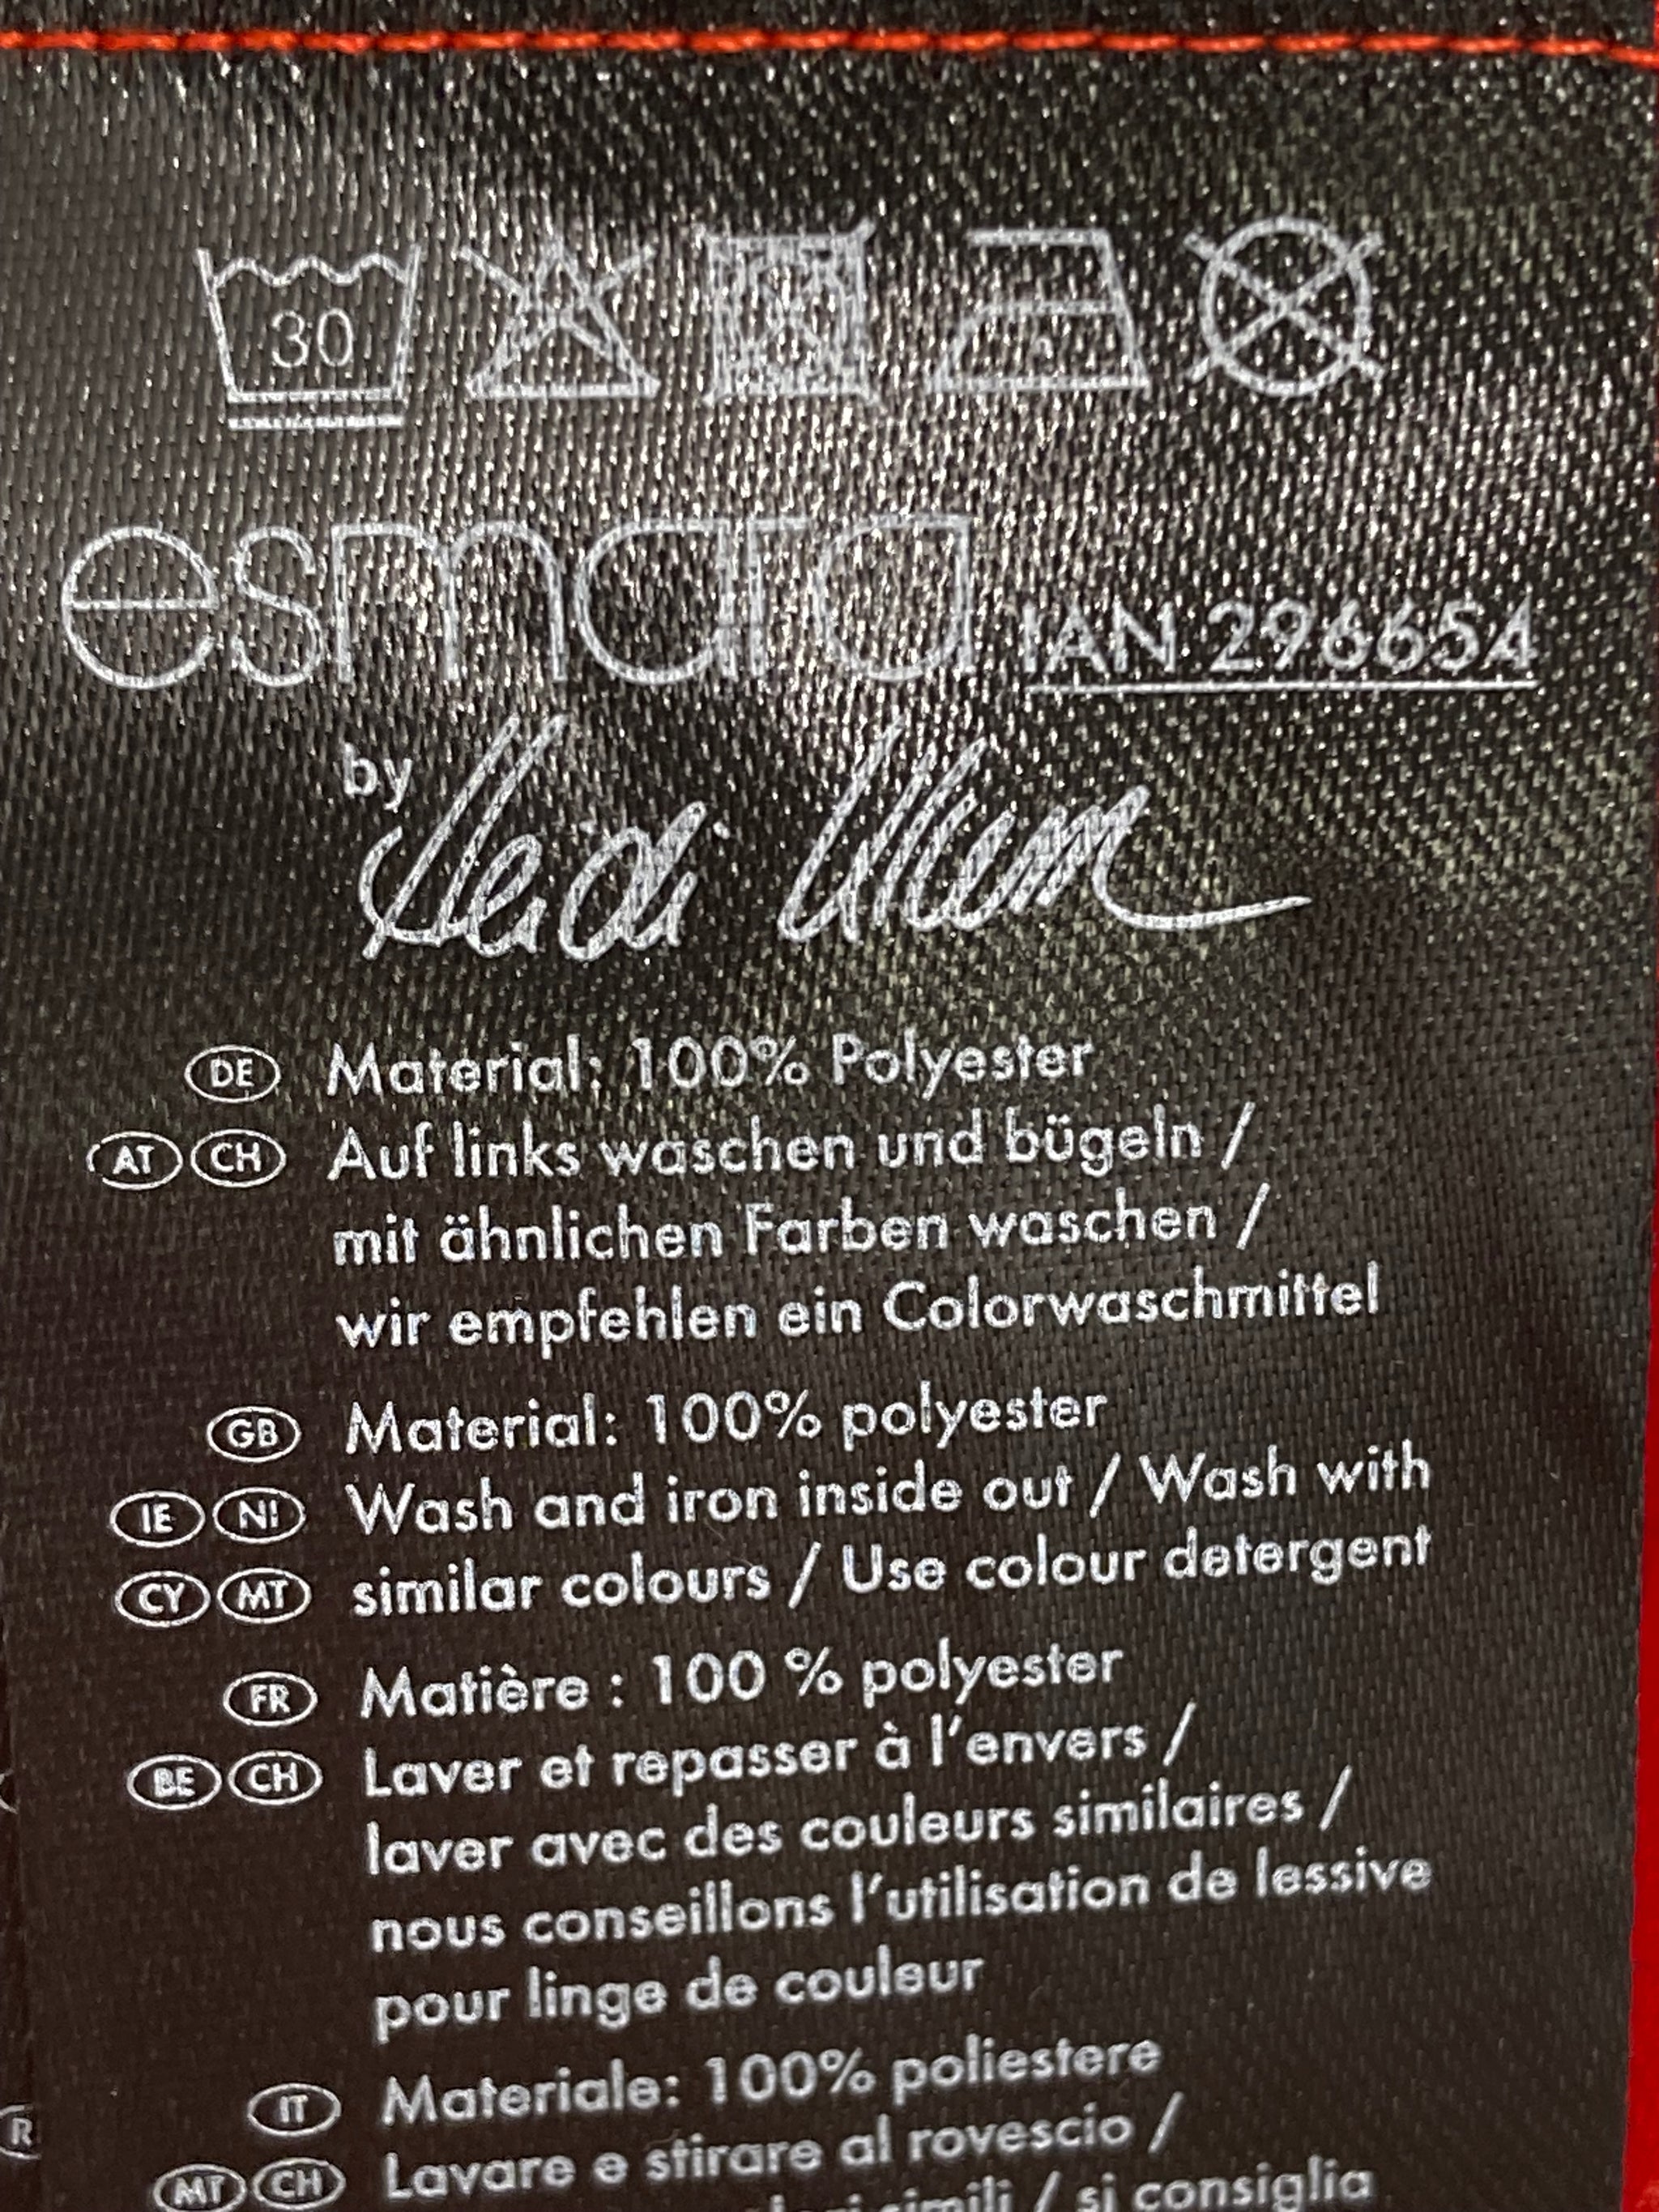 30
esmara IAN 296654
by Heidi Klum
DE Material: 100% Polyester
AT CH Auf links waschen und bügeln /
mit ähnlichen Farben waschen /
wir empfehlen ein Colorwaschmittel
GB Material: 100% polyester
IE NI Wash and iron inside out / Wash with
CY MT similar colours / Use colour detergent
FR Matière : 100 % polyester
BE CH Laver et repasser à l'envers /
laver avec des couleurs similaires /
nous conseillons l'utilisation de lessive
pour linge de couleur
IT Materiale: 100% poliestere
R
MT CH Lavare e stirare al rovescio /
simili / si consiglia